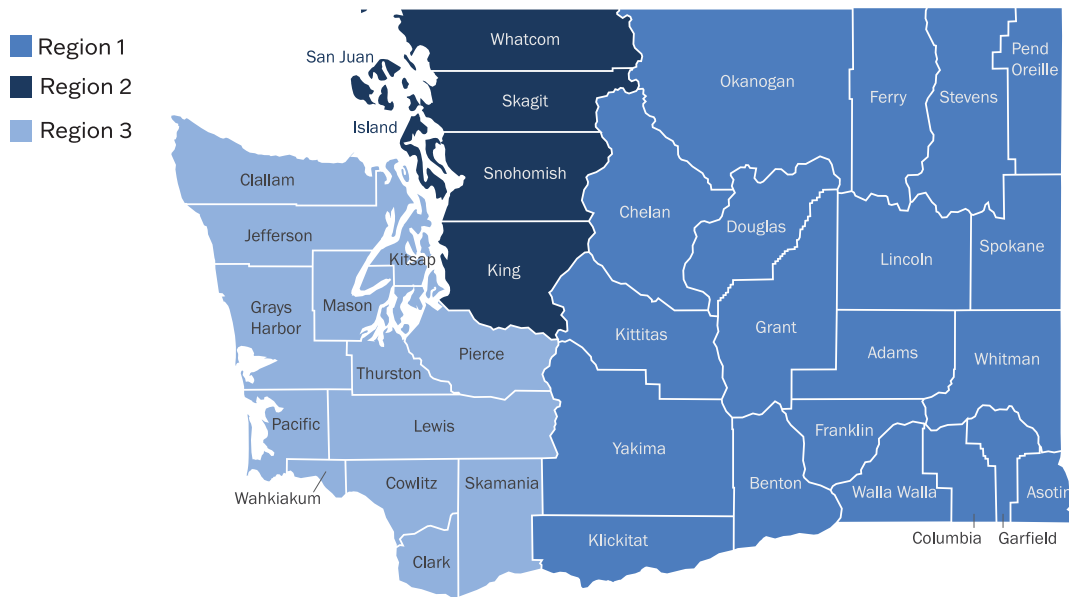 Region 1
Region 2
Region 3
Whatcom
San Juan
Skagit
Island
Snohomish
King
Okanogan
Ferry
Stevens
Pend
Oreille
Chelan
Douglas
Lincoln
Spokane
Kittitas
Grant
Adams
Whitman
Yakima
Benton
Franklin
Walla Walla
Columbia
Garfield
Asotin
Klickitat
Clallam
Jefferson
Kitsap
Grays
Harbor
Mason
Pierce
Thurston
Pacific
Lewis
Wahkiakum
Cowlitz
Skamania
Clark